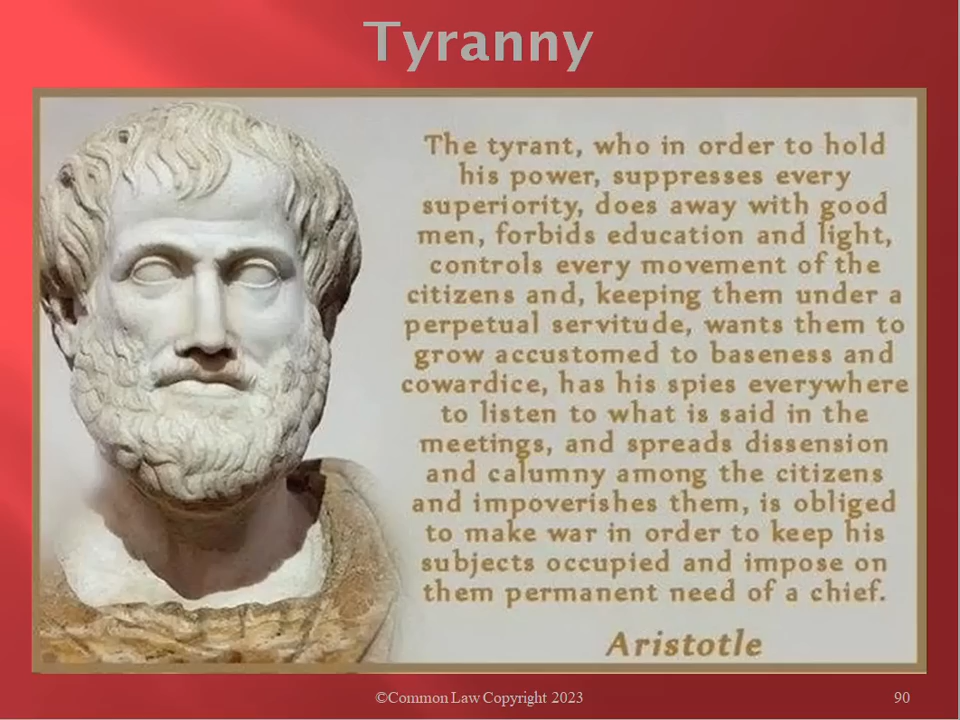 Tyranny
The tyrant, who in order to hold
his power, suppresses every
superiority, does away with good
men, forbids education and light,
controls every movement of the
citizens and, keeping them under a
perpetual servitude, wants them to
grow accustomed to baseness and
cowardice, has his spies everywhere
to listen to what is said in the
meetings, and spreads dissension
and calumny among the citizens
and impoverishes them, is obliged
to make war in order to keep his
subjects occupied and impose on
them permanent need of a chief.
Aristotle
©Common Law Copyright 2023
90